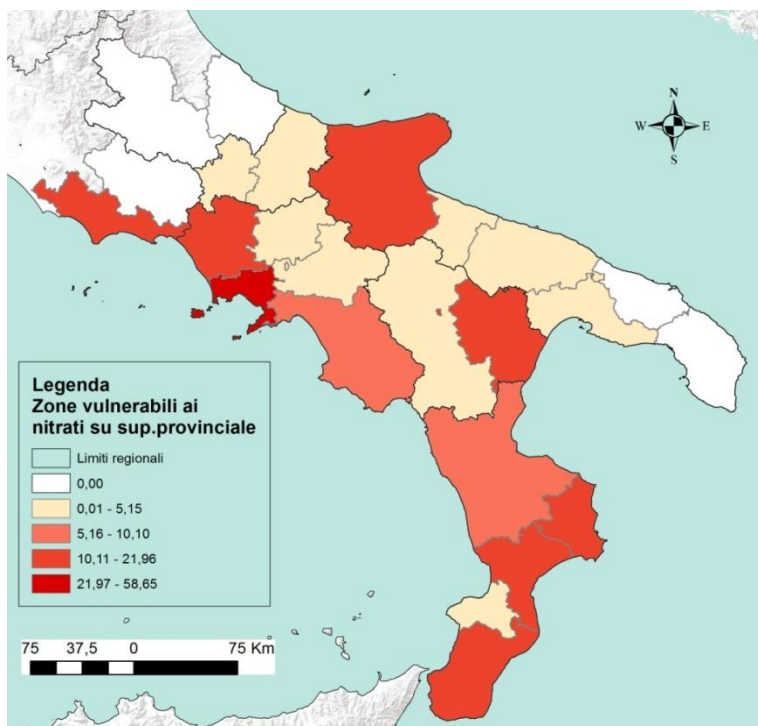 N
W E
S
Legenda
Zone vulnerabili ai
nitrati su sup.provinciale
Limiti regionali
0,00
0,01 - 5,15
5,16 - 10,10
10,11 - 21,96
21,97 - 58,65
75 37,5 0 75 Km